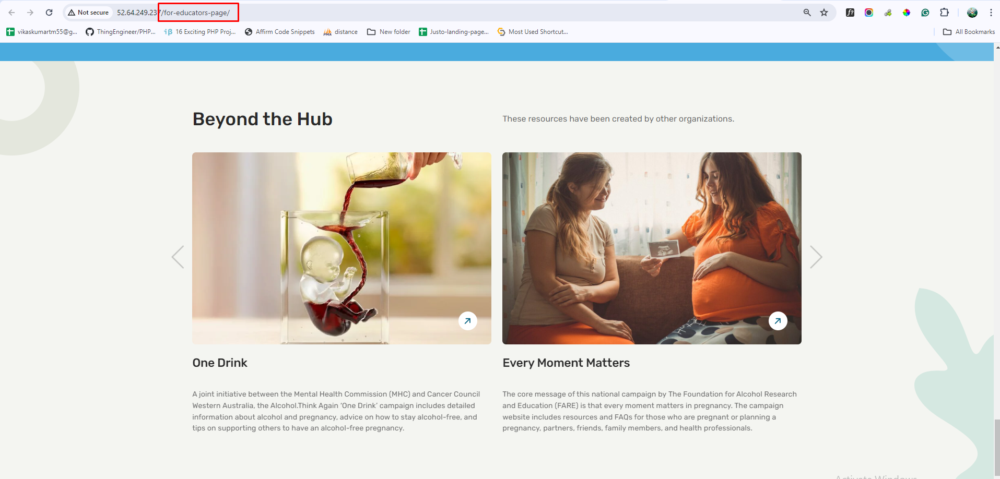 Not secure 52.64.249.237/for-educators-page/
vikaskumartm55@g... ThingEngineer/PHP... 16 Exciting PHP Proj... Affirm Code Snippets distance New folder Justo-landing-page... Most Used Shortcut... All Bookmarks
Beyond the Hub
These resources have been created by other organizations.
One Drink
A joint initiative between the Mental Health Commission (MHC) and Cancer Council
Western Australia, the Alcohol.Think Again ‘One Drink’ campaign includes detailed
information about alcohol and pregnancy, advice on how to stay alcohol-free, and
tips on supporting others to have an alcohol-free pregnancy.
Every Moment Matters
The core message of this national campaign by The Foundation for Alcohol Research
and Education (FARE) is that every moment matters in pregnancy. The campaign
website includes resources and FAQs for those who are pregnant or planning a
pregnancy, partners, friends, family members, and health professionals.
Activate Windows